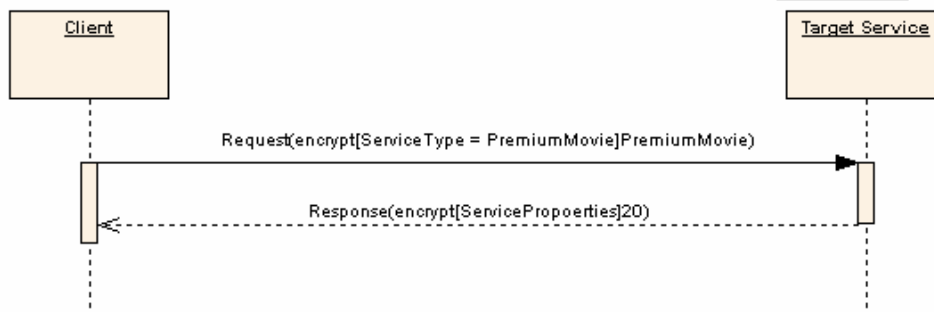 Client
Target Service
Request(encrypt[ServiceType = PremiumMovie]PremiumMovie)
Response(encrypt[ServicePropoerties]20)